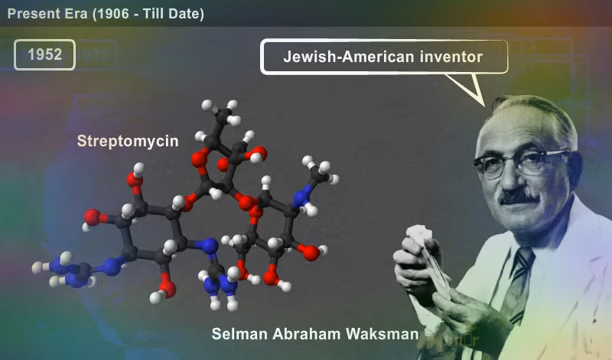 Present Era (1906 - Till Date)
1952
Jewish-American inventor
Streptomycin
Selman Abraham Waksman